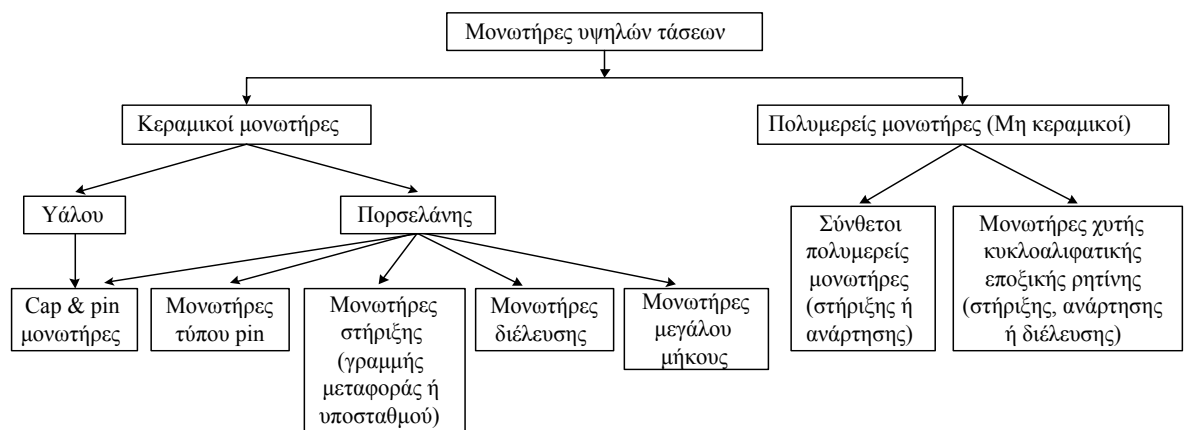 Μονωτήρες υψηλών τάσεων
Κεραμικοί μονωτήρες
Πολυμερείς μονωτήρες (Μη κεραμικοί)
Υάλου
Πορσελάνης
Σύνθετοι
πολυμερείς
μονωτήρες
(στήριξης ή
ανάρτησης)
Μονωτήρες χυτής
κυκλοαλιφατικής
εποξικής ρητίνης
(στήριξης, ανάρτησης
ή διέλευσης)
Cap & pin
μονωτήρες
Μονωτήρες
τύπου pin
Μονωτήρες
στήριξης
(γραμμής
μεταφοράς ή
υποσταθμού)
Μονωτήρες
διέλευσης
Μονωτήρες
μεγάλου
μήκους